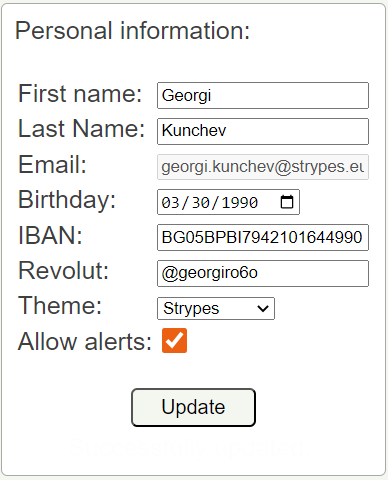 Personal information:
First name: Georgi
Last Name: Kunchev
Email: georgi.kunchev@strypes.eu
Birthday: 03/30/1990
IBAN: BG05BPBI7942101644990
Revolut: @georgiro6o
Theme: Strypes
Allow alerts:
Update